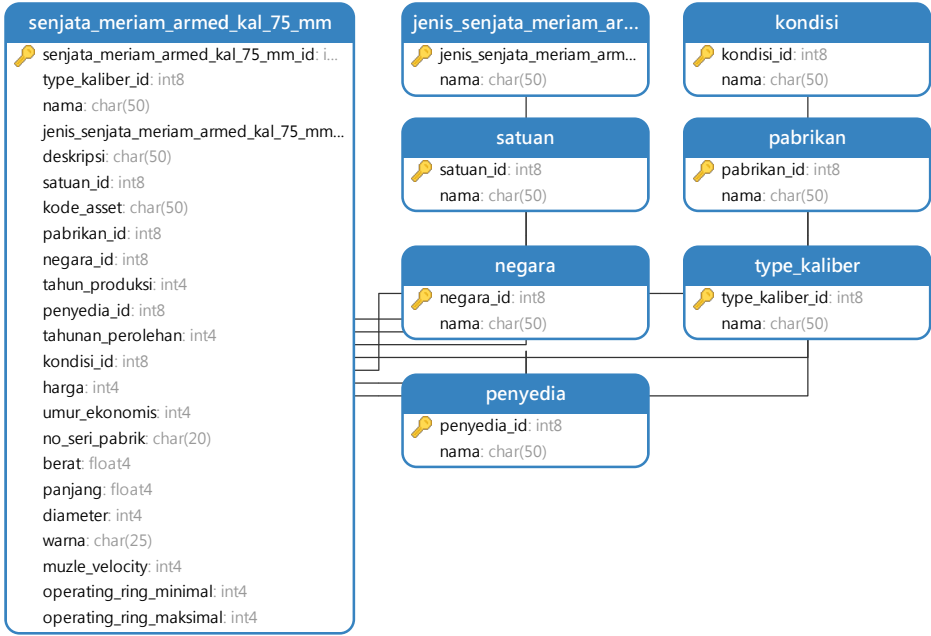 senjata_meriam_armed_kal_75_mm
senjata_meriam_armed_kal_75_mm_id: i...
type_kaliber_id: int8
nama: char(50)
jenis_senjata_meriam_armed_kal_75_mm...
deskripsi: char(50)
satuan_id: int8
kode_asset: char(50)
pabrikan_id: int8
negara_id: int8
tahun_produksi: int4
penyedia_id: int8
tahunan_perolehan: int4
kondisi_id: int8
harga: int4
umur_ekonomis: int4
no_seri_pabrik: char(20)
berat: float4
panjang: float4
diameter: int4
warna: char(25)
muzle_velocity: int4
operating_ring_minimal: int4
operating_ring_maksimal: int4
jenis_senjata_meriam_ar...
jenis_senjata_meriam_arm...
nama: char(50)
kondisi
kondisi_id: int8
nama: char(50)
satuan
satuan_id: int8
nama: char(50)
pabrikan
pabrikan_id: int8
nama: char(50)
negara
negara_id: int8
nama: char(50)
type_kaliber
type_kaliber_id: int8
nama: char(50)
penyedia
penyedia_id: int8
nama: char(50)